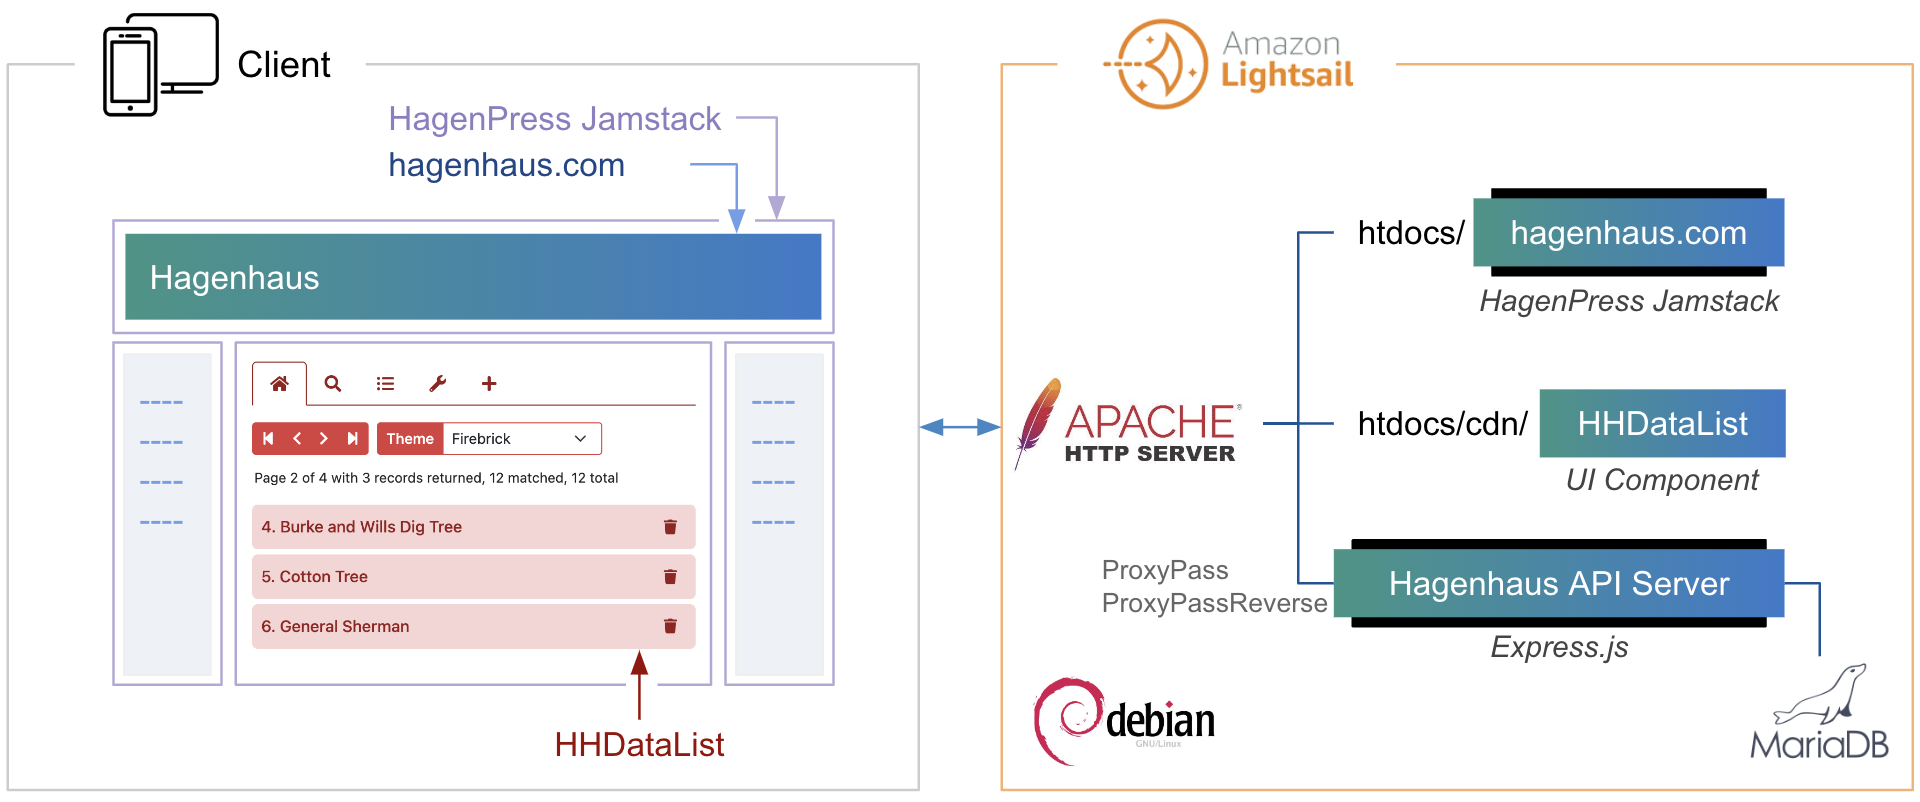 Client
HagenPress Jamstack
hagenhaus.com
Hagenhaus
Theme
Firebrick
Page 2 of 4 with 3 records returned, 12 matched, 12 total
4. Burke and Wills Dig Tree
5. Cotton Tree
6. General Sherman
HHDataList
Amazon
Lightsail
htdocs/
hagenhaus.com
HagenPress Jamstack
APACHE®
HTTP SERVER
htdocs/cdn/
HHDataList
UI Component
ProxyPass
ProxyPassReverse
Hagenhaus API Server
Express.js
debian
GNU/Linux
MariaDB